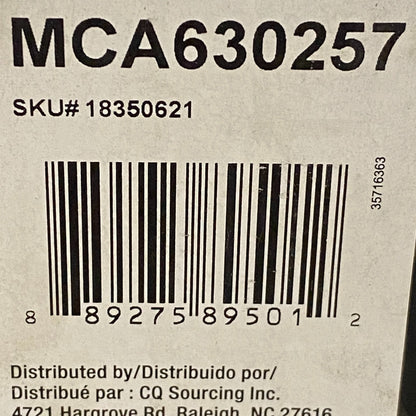 MCA630257
SKU# 18350621
35716363
8 89275 89501 2
Distributed by/Distribuido por/
Distribué par : CQ Sourcing Inc.
4721 Hargrove Rd, Raleigh, NC 27616